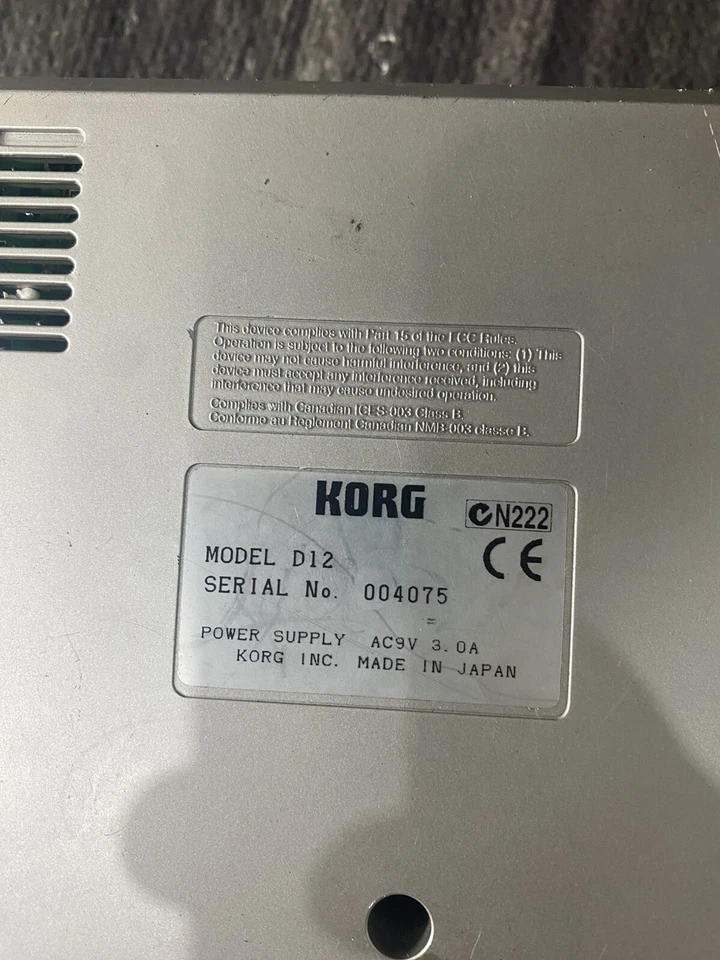 This device complies with Part 15 of the FCC Rules.
Operation is subject to the following two conditions: (1) This
device may not cause harmful interference, and (2) this
device must accept any interference received, including
interference that may cause undesired operation.
Complies with Canadian ICES-003 Class B.
Conforme au Reglement Canadian NMB-003 classe B.
KORG
N222
MODEL D12
CE
SERIAL No. 004075
=
POWER SUPPLY AC9V 3.0A
KORG INC. MADE IN JAPAN